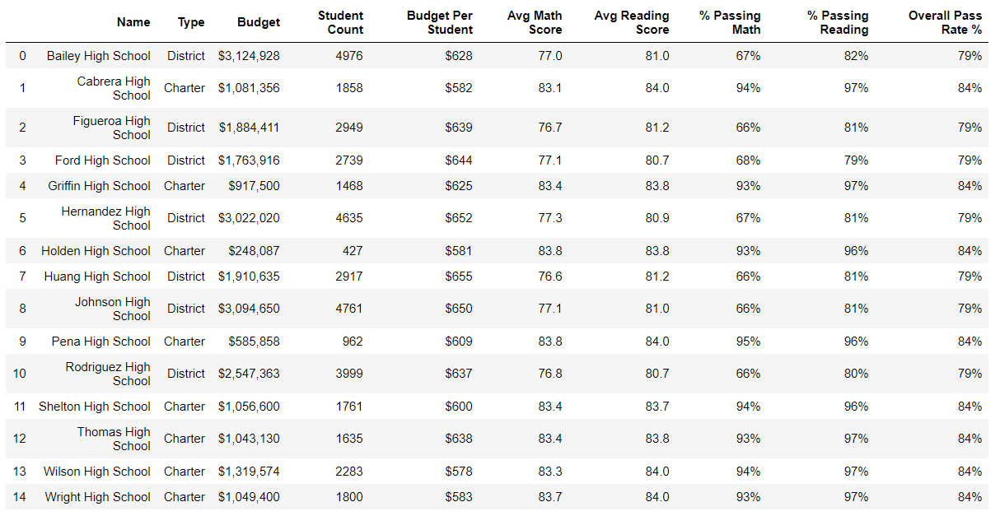 Name Type Budget Student Count Budget Per Student Avg Math Score Avg Reading Score % Passing Math % Passing Reading Overall Pass Rate %
0 Bailey High School District $3,124,928 4976 $628 77.0 81.0 67% 82% 79%
1 Cabrera High School Charter $1,081,356 1858 $582 83.1 84.0 94% 97% 84%
2 Figueroa High School District $1,884,411 2949 $639 76.7 81.2 66% 81% 79%
3 Ford High School District $1,763,916 2739 $644 77.1 80.7 68% 79% 79%
4 Griffin High School Charter $917,500 1468 $625 83.4 83.8 93% 97% 84%
5 Hernandez High School District $3,022,020 4635 $652 77.3 80.9 67% 81% 79%
6 Holden High School Charter $248,087 427 $581 83.8 83.8 93% 96% 84%
7 Huang High School District $1,910,635 2917 $655 76.6 81.2 66% 81% 79%
8 Johnson High School District $3,094,650 4761 $650 77.1 81.0 66% 81% 79%
9 Pena High School Charter $585,858 962 $609 83.8 84.0 95% 96% 84%
10 Rodriguez High School District $2,547,363 3999 $637 76.8 80.7 66% 80% 79%
11 Shelton High School Charter $1,056,600 1761 $600 83.4 83.7 94% 96% 84%
12 Thomas High School Charter $1,043,130 1635 $638 83.4 83.8 93% 97% 84%
13 Wilson High School Charter $1,319,574 2283 $578 83.3 84.0 94% 97% 84%
14 Wright High School Charter $1,049,400 1800 $583 83.7 84.0 93% 97% 84%